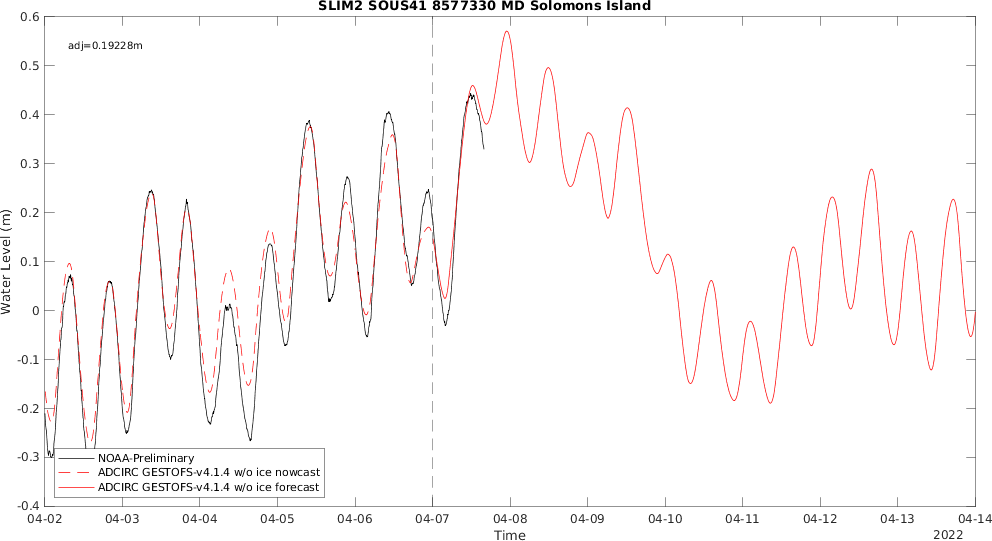 SLIM2 SOUS41 8577330 MD Solomons Island
0.6
adj=0.19228m
0.5
0.4
0.3
0.2
0.1
0
-0.1
-0.2
-0.3
-0.4
Water Level (m)
NOAA-Preliminary
ADCIRC GESTOFS-v4.1.4 w/o ice nowcast
ADCIRC GESTOFS-v4.1.4 w/o ice forecast
04-02 04-03 04-04 04-05 04-06 04-07 04-08 04-09 04-10 04-11 04-12 04-13 04-14
Time
2022